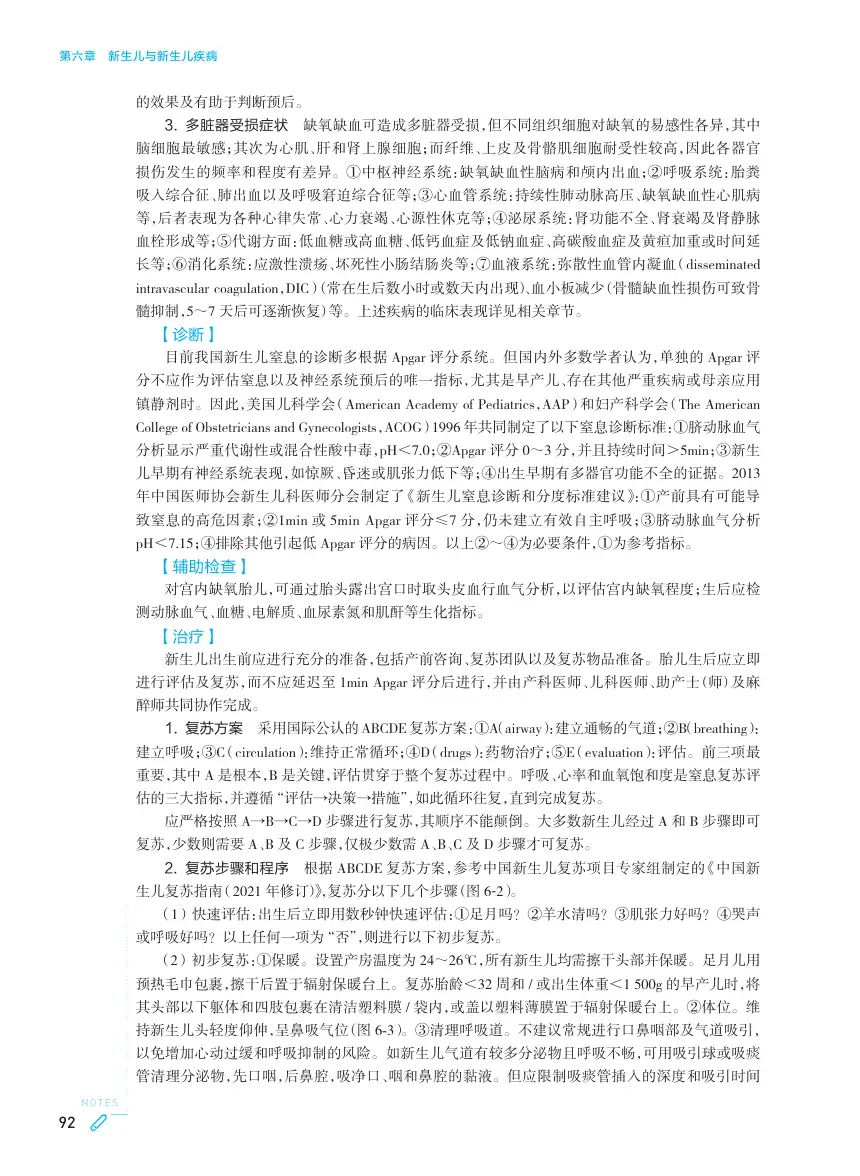 第六章　新生儿与新生儿疾病
的效果及有助于判断预后。
3. 多脏器受损症状　缺氧缺血可造成多脏器受损，但不同组织细胞对缺氧的易感性各异，其中
脑细胞最敏感；其次为心肌、肝和肾上腺细胞；而纤维、上皮及骨骼肌细胞耐受性较高，因此各器官
损伤发生的频率和程度有差异。①中枢神经系统：缺氧缺血性脑病和颅内出血；②呼吸系统：胎粪
吸入综合征、肺出血以及呼吸窘迫综合征等；③心血管系统：持续性肺动脉高压、缺氧缺血性心肌病
等，后者表现为各种心律失常、心力衰竭、心源性休克等；④泌尿系统：肾功能不全、肾衰竭及肾静脉
血栓形成等；⑤代谢方面：低血糖或高血糖、低钙血症及低钠血症、高碳酸血症及黄疸加重或时间延
长等；⑥消化系统：应激性溃疡、坏死性小肠结肠炎等；⑦血液系统：弥散性血管内凝血（disseminated
intravascular coagulation，DIC）（常在生后数小时或数天内出现）、血小板减少（骨髓缺血性损伤可致骨
髓抑制，5～7 天后可逐渐恢复）等。上述疾病的临床表现详见相关章节。
【诊断】
目前我国新生儿窒息的诊断多根据 Apgar 评分系统。但国内外多数学者认为，单独的 Apgar 评
分不应作为评估窒息以及神经系统预后的唯一指标，尤其是早产儿、存在其他严重疾病或母亲应用
镇静剂时。因此，美国儿科学会（American Academy of Pediatrics，AAP）和妇产科学会（The American
College of Obstetricians and Gynecologists，ACOG）1996 年共同制定了以下窒息诊断标准：①脐动脉血气
分析显示严重代谢性或混合性酸中毒，pH＜7.0；②Apgar 评分 0～3 分，并且持续时间＞5min；③新生
儿早期有神经系统表现，如惊厥、昏迷或肌张力低下等；④出生早期有多器官功能不全的证据。2013
年中国医师协会新生儿科医师分会制定了《新生儿窒息诊断和分度标准建议》：①产前具有可能导
致窒息的高危因素；②1min 或 5min Apgar 评分≤7 分，仍未建立有效自主呼吸；③脐动脉血气分析
pH＜7.15；④排除其他引起低 Apgar 评分的病因。以上②～④为必要条件，①为参考指标。
【辅助检查】
对宫内缺氧胎儿，可通过胎头露出宫口时取头皮血行血气分析，以评估宫内缺氧程度；生后应检
测动脉血气、血糖、电解质、血尿素氮和肌酐等生化指标。
【治疗】
新生儿出生前应进行充分的准备，包括产前咨询、复苏团队以及复苏物品准备。胎儿生后应立即
进行评估及复苏，而不应延迟至 1min Apgar 评分后进行，并由产科医师、儿科医师、助产士（师）及麻
醉师共同协作完成。
1. 复苏方案　采用国际公认的 ABCDE 复苏方案：①A（airway）：建立通畅的气道；②B（breathing）：
建立呼吸；③C（circulation）：维持正常循环；④D（drugs）：药物治疗；⑤E（evaluation）：评估。前三项最
重要，其中 A 是根本，B 是关键，评估贯穿于整个复苏过程中。呼吸、心率和血氧饱和度是窒息复苏评
估的三大指标，并遵循“评估→决策→措施”，如此循环往复，直到完成复苏。
应严格按照 A→B→C→D 步骤进行复苏，其顺序不能颠倒。大多数新生儿经过 A 和 B 步骤即可
复苏，少数则需要 A、B 及 C 步骤，仅极少数需 A、B、C 及 D 步骤才可复苏。
2. 复苏步骤和程序　根据 ABCDE 复苏方案，参考中国新生儿复苏项目专家组制定的《中国新
生儿复苏指南（2021 年修订）》，复苏分以下几个步骤（图 6-2）。
（1）快速评估：出生后立即用数秒钟快速评估：①足月吗？②羊水清吗？③肌张力好吗？④哭声
或呼吸好吗？以上任何一项为“否”，则进行以下初步复苏。
（2）初步复苏：①保暖。设置产房温度为 24～26℃，所有新生儿均需擦干头部并保暖。足月儿用
预热毛巾包裹，擦干后置于辐射保暖台上。复苏胎龄＜32 周和 / 或出生体重＜1 500g 的早产儿时，将
其头部以下躯体和四肢包裹在清洁塑料膜 / 袋内，或盖以塑料薄膜置于辐射保暖台上。②体位。维
持新生儿头轻度仰伸，呈鼻吸气位（图 6-3）。③清理呼吸道。不建议常规进行口鼻咽部及气道吸引，
以免增加心动过缓和呼吸抑制的风险。如新生儿气道有较多分泌物且呼吸不畅，可用吸引球或吸痰
管清理分泌物，先口咽，后鼻腔，吸净口、咽和鼻腔的黏液。但应限制吸痰管插入的深度和吸引时间
NOTES
92